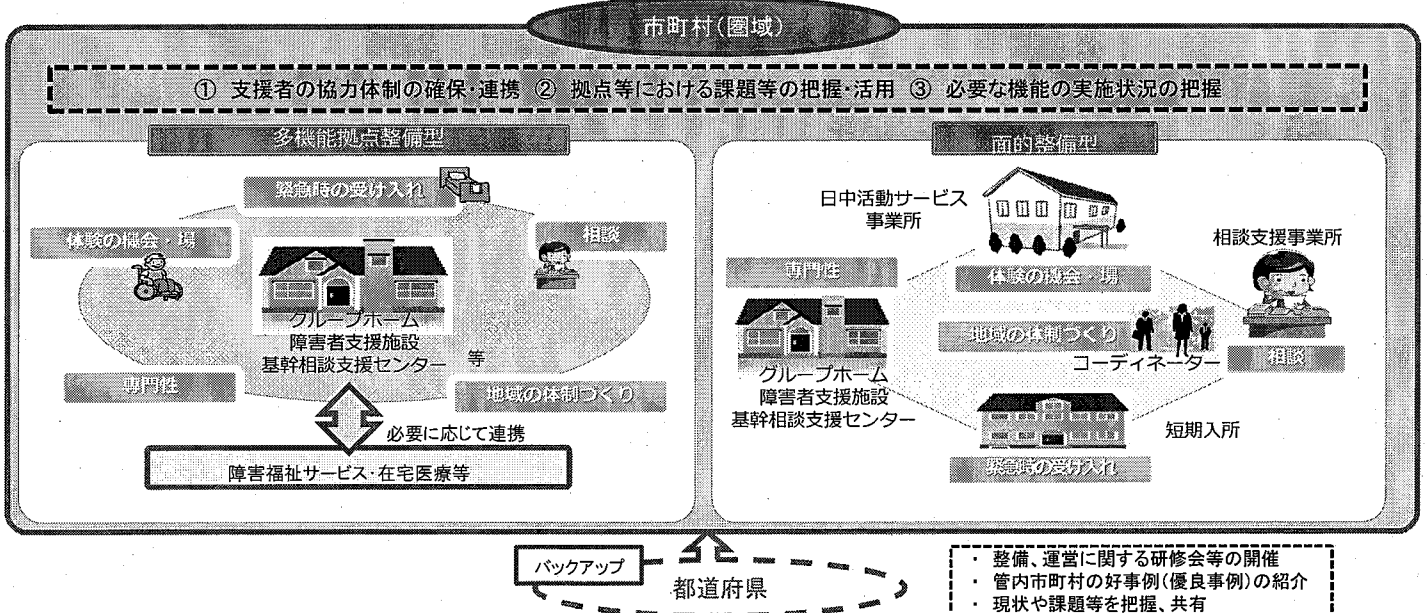 市町村(圏域)
① 支援者の協力体制の確保・連携 ② 拠点等における課題等の把握・活用 ③ 必要な機能の実施状況の把握
多機能拠点整備型
緊急時の受け入れ
体験の機会・場
相談
グループホーム
障害者支援施設
基幹相談支援センター 等
専門性
地域の体制づくり
必要に応じて連携
障害福祉サービス・在宅医療等
面的整備型
日中活動サービス
事業所
体験の機会・場
相談支援事業所
専門性
グループホーム
障害者支援施設
基幹相談支援センター
地域の体制づくり
コーディネーター
相談
短期入所
緊急時の受け入れ
バックアップ
都道府県
・ 整備、運営に関する研修会等の開催
・ 管内市町村の好事例(優良事例)の紹介
・ 現状や課題等を把握、共有